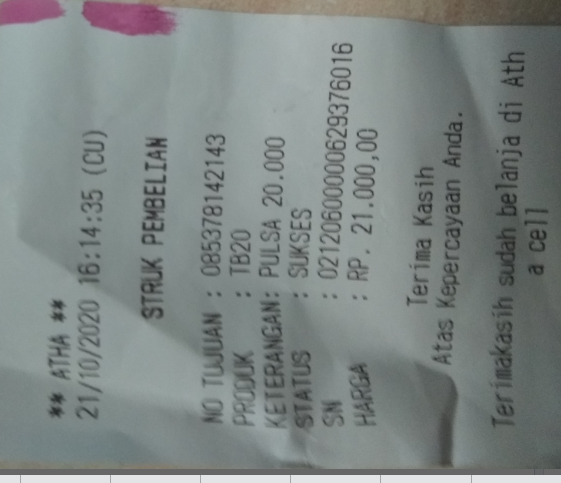 ** ATHA **
21/10/2020 16:14:35 (CU)
STRUK PEMBELIAN
NO TUJUAN : 085378142143
PRODUK : TB20
KETERANGAN: PULSA 20.000
STATUS : SUKSES
SN : 02120600000629376016
HARGA : RP. 21.000,00
Terima Kasih
Atas Kepercayaan Anda.
Terimakasih sudah belanja di Ath
a cell